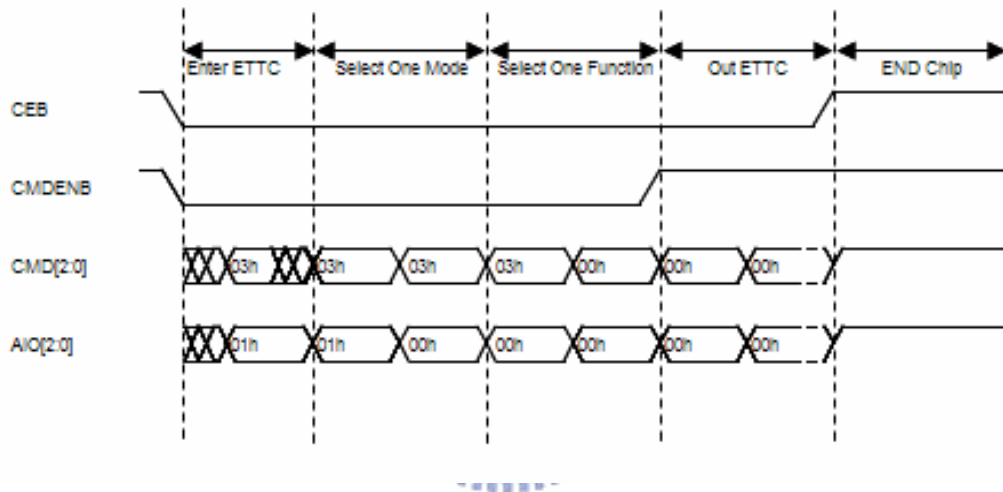 Enter ETTC Select One Mode Select One Function Out ETTC END Chip
CEB
CMDENB
CMD[2:0] 03h 03h 03h 03h 00h 00h 00h
AIO[2:0] 01h 01h 00h 00h 00h 00h 00h